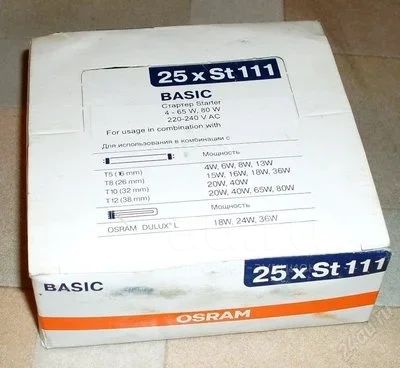 25 x St 111
BASIC
Стартер Starter
4 - 65 W, 80 W
220-240 V AC
For usage in combination with
Для использования в комбинации с
Мощность
T5 (16 mm) 4W, 6W, 8W, 13W
T8 (26 mm) 15W, 16W, 18W, 36W
T10 (32 mm) 20W, 40W
T12 (38 mm) 20W, 40W, 65W, 80W
Мощность
OSRAM DULUX® L 18W, 24W, 36W
BASIC 25 x St 111
OSRAM